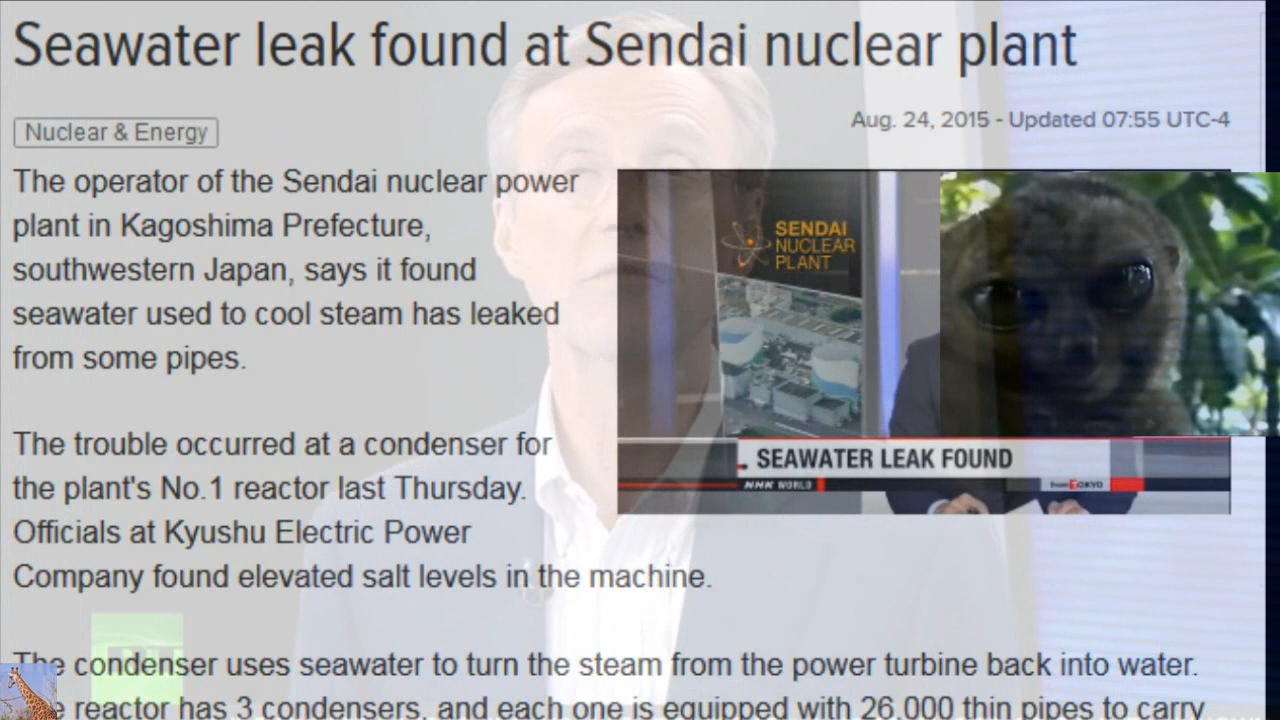 Seawater leak found at Sendai nuclear plant
Nuclear & Energy
Aug. 24, 2015 - Updated 07:55 UTC-4
The operator of the Sendai nuclear power
plant in Kagoshima Prefecture,
southwestern Japan, says it found
seawater used to cool steam has leaked
from some pipes.
SENDAI
NUCLEAR
PLANT
SEAWATER LEAK FOUND
NHK WORLD
from TOKYO
The trouble occurred at a condenser for
the plant's No.1 reactor last Thursday.
Officials at Kyushu Electric Power
Company found elevated salt levels in the machine.
The condenser uses seawater to turn the steam from the power turbine back into water.
reactor has 3 condensers, and each one is equipped with 26,000 thin pipes to carry